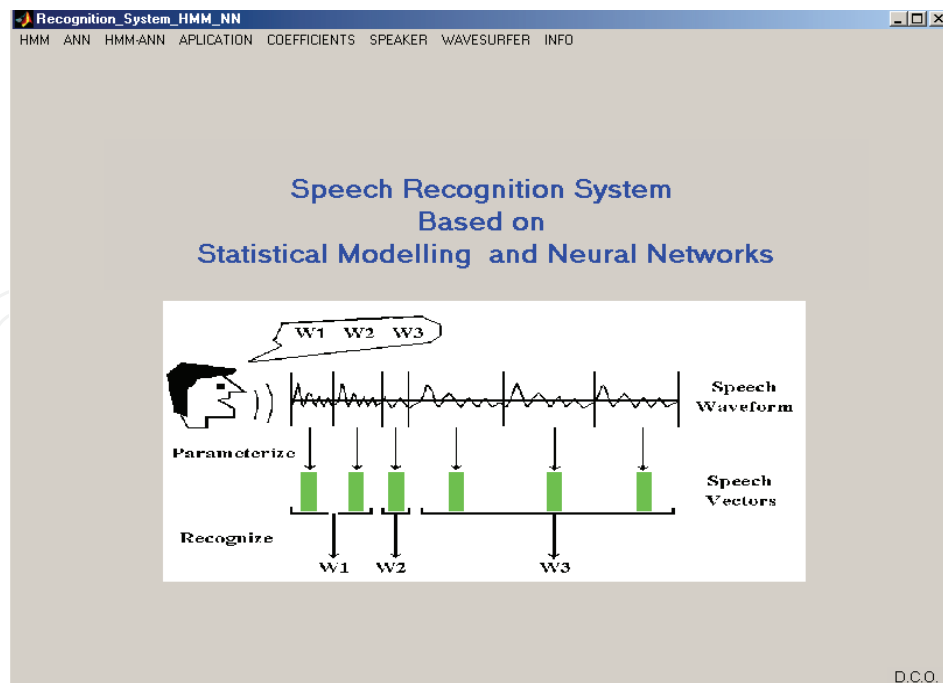 Recognition_System_HMM_NN
HMM ANN HMM-ANN APLICATION COEFFICIENTS SPEAKER WAVESURFER INFO
Speech Recognition System
Based on
Statistical Modelling and Neural Networks
W1 W2 W3
Speech
Waveform
Parameterize
Speech
Vectors
Recognize
W1 W2 W3
D.C.O.